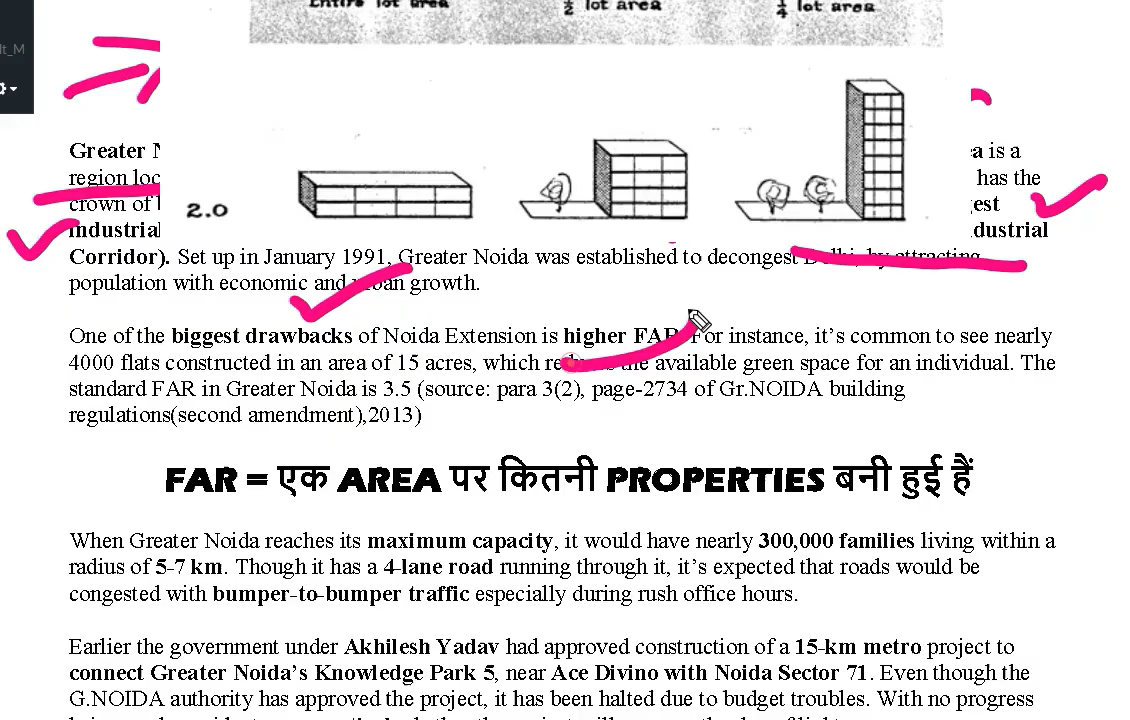 lt_M
Entire lot area ½ lot area ¼ lot area
Greater a is a
region has the
crown of
2.0
industrial dustrial
Corridor). Set up in January 1991, Greater Noida was established to decongest Delhi, by attracting
population with economic and urban growth.
One of the biggest drawbacks of Noida Extension is higher FAR. For instance, it’s common to see nearly
4000 flats constructed in an area of 15 acres, which reduces the available green space for an individual. The
standard FAR in Greater Noida is 3.5 (source: para 3(2), page-2734 of Gr.NOIDA building
regulations(second amendment),2013)
FAR = एक AREA पर कितनी PROPERTIES बनी हुई हैं
When Greater Noida reaches its maximum capacity, it would have nearly 300,000 families living within a
radius of 5-7 km. Though it has a 4-lane road running through it, it’s expected that roads would be
congested with bumper-to-bumper traffic especially during rush office hours.
Earlier the government under Akhilesh Yadav had approved construction of a 15-km metro project to
connect Greater Noida’s Knowledge Park 5, near Ace Divino with Noida Sector 71. Even though the
G.NOIDA authority has approved the project, it has been halted due to budget troubles. With no progress